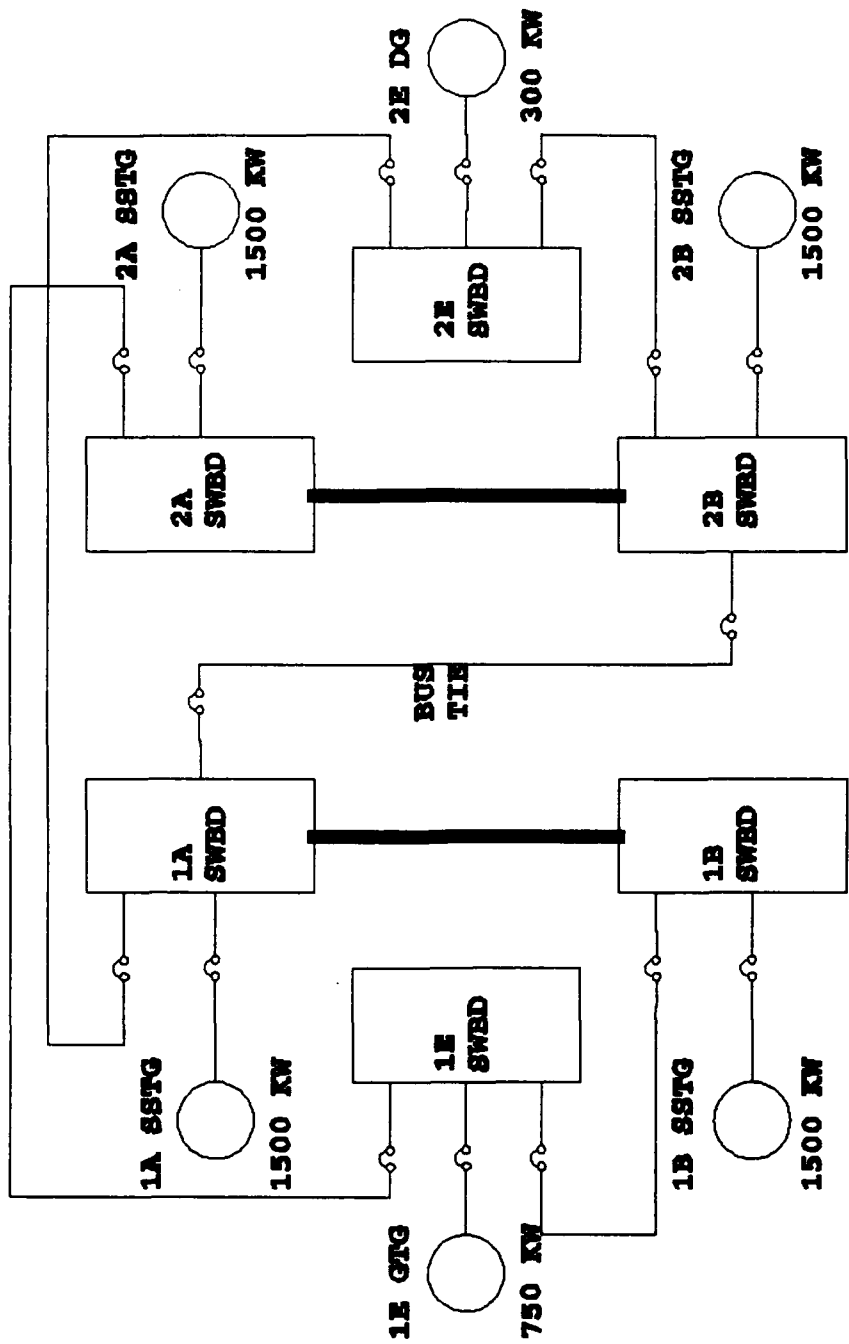 1A SSTG
1500 KW
1A
SWBD
2A
SWBD
2A SSTG
1500 KW
1E GTG
750 KW
1E
SWBD
BUS
TIE
2E
SWBD
2E DG
300 KW
1B SSTG
1500 KW
1B
SWBD
2B
SWBD
2B SSTG
1500 KW